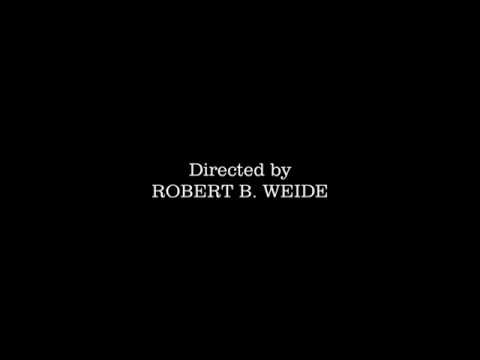 Directed by
ROBERT B. WEIDE